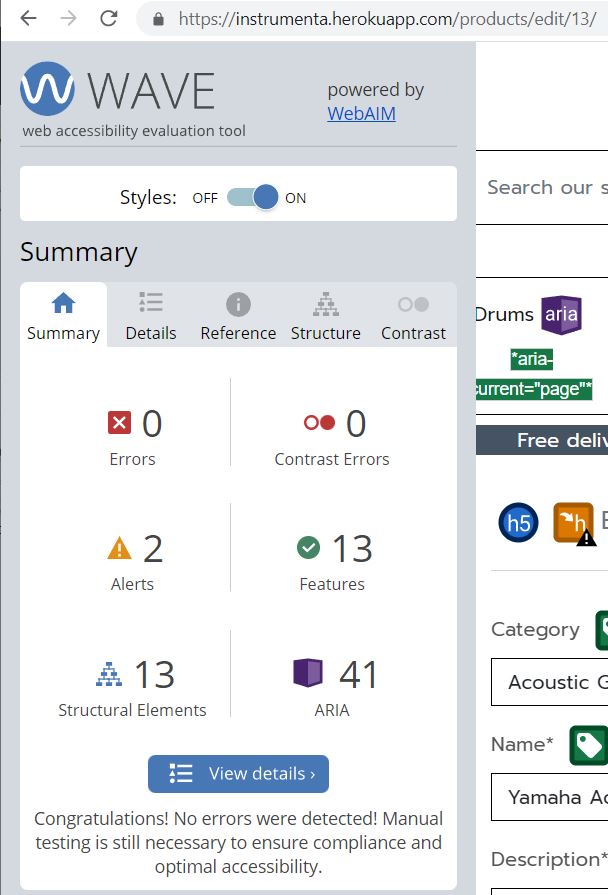 https://instrumenta.herokuapp.com/products/edit/13/
WAVE
web accessibility evaluation tool
powered by
WebAIM
Styles: OFF ON
Summary
Summary Details Reference Structure Contrast
0
Errors
0
Contrast Errors
2
Alerts
13
Features
13
Structural Elements
41
ARIA
View details ›
Congratulations! No errors were detected! Manual
testing is still necessary to ensure compliance and
optimal accessibility.
Search our s
Drums aria
*aria-
current="page"*
Free deliv
h5 h E
Category
Acoustic G
Name*
Yamaha Ac
Description*